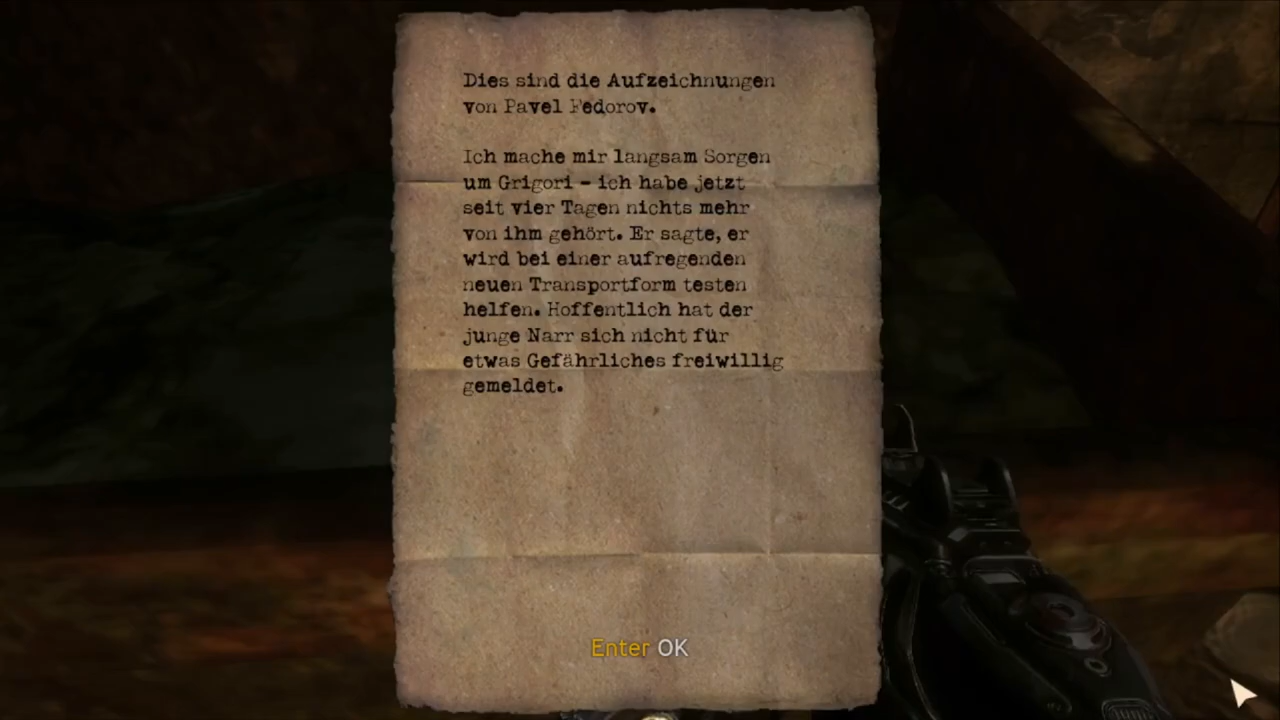 Dies sind die Aufzeichnungen
von Pavel Fedorov.
Ich mache mir langsam Sorgen
um Grigori - ich habe jetzt
seit vier Tagen nichts mehr
von ihm gehört. Er sagte, er
wird bei einer aufregenden
neuen Transportform testen
helfen. Hoffentlich hat der
junge Narr sich nicht für
etwas Gefährliches freiwillig
gemeldet.
Enter OK